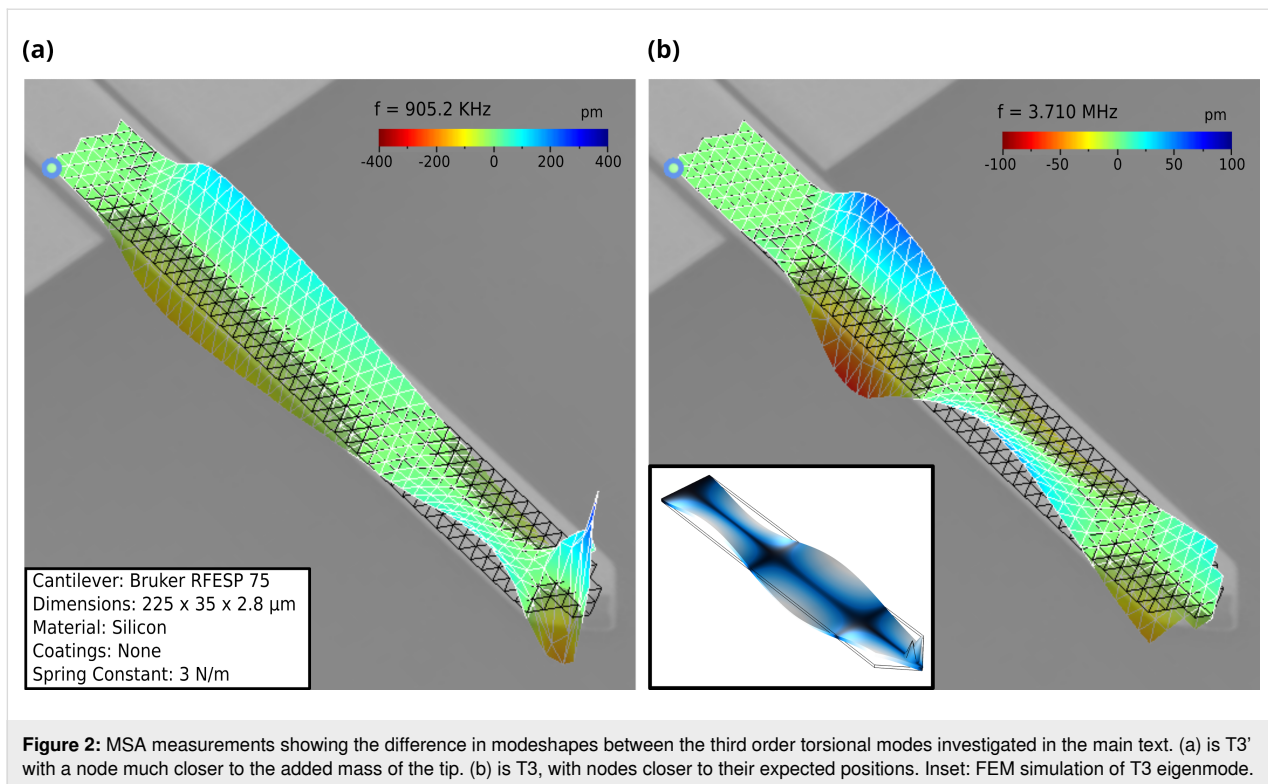 (a)
(b)
f = 905.2 KHz
pm
-400
-200
0
200
400
f = 3.710 MHz
pm
-100
-50
0
50
100
Cantilever: Bruker RFESP 75
Dimensions: 225 x 35 x 2.8 μm
Material: Silicon
Coatings: None
Spring Constant: 3 N/m
Figure 2: MSA measurements showing the difference in modeshapes between the third order torsional modes investigated in the main text. (a) is T3’
with a node much closer to the added mass of the tip. (b) is T3, with nodes closer to their expected positions. Inset: FEM simulation of T3 eigenmode.